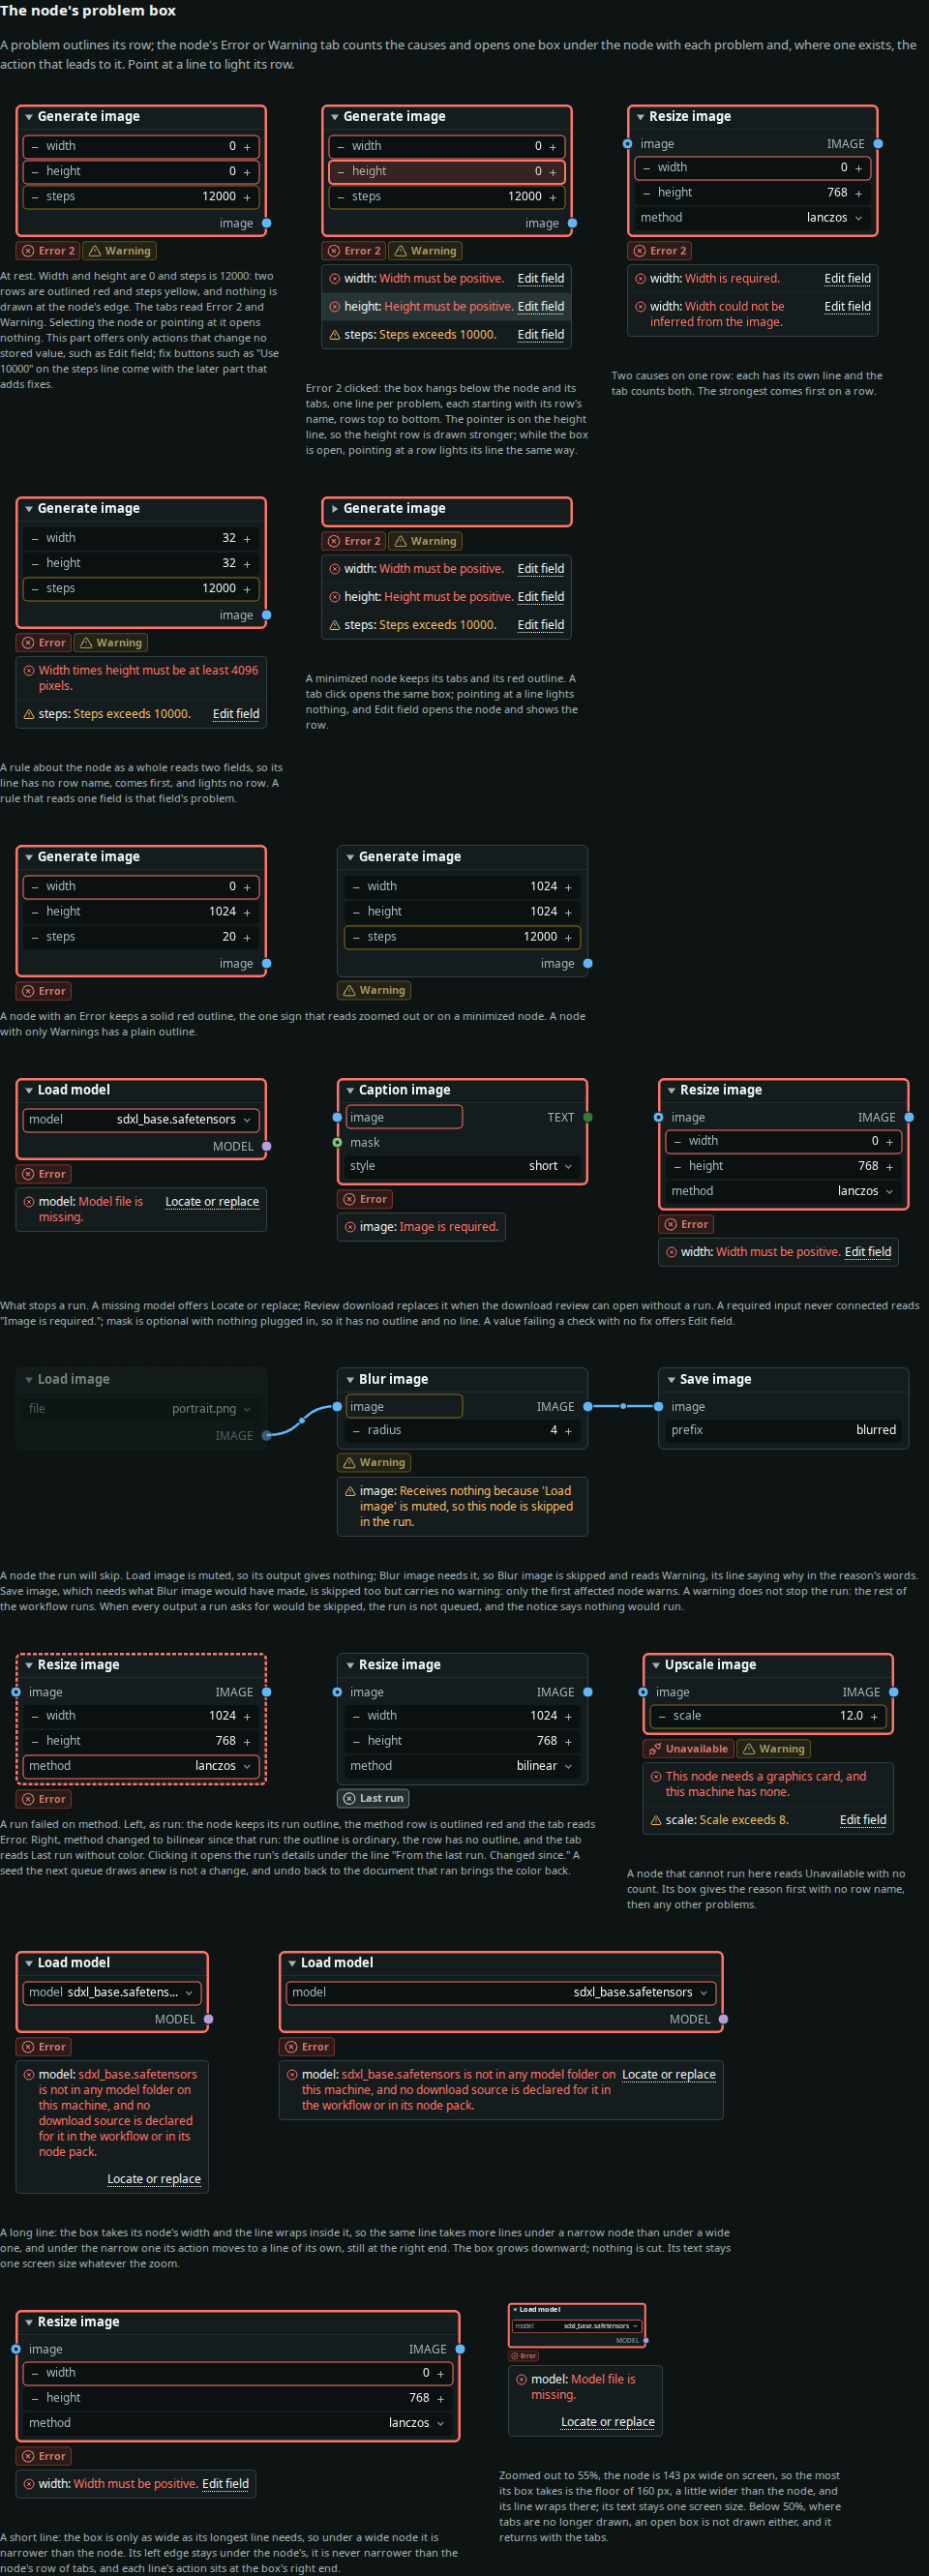 The node's problem box
A problem outlines its row; the node's Error or Warning tab counts the causes and opens one box under the node with each problem and, where one exists, the
action that leads to it. Point at a line to light its row.
Generate image
width 0
height 0
steps 12000
image
Error 2 Warning
At rest. Width and height are 0 and steps is 12000: two
rows are outlined red and steps yellow, and nothing is
drawn at the node's edge. The tabs read Error 2 and
Warning. Selecting the node or pointing at it opens
nothing. This part offers only actions that change no
stored value, such as Edit field; fix buttons such as "Use
10000" on the steps line come with the later part that
adds fixes.
Generate image
width 0
height 0
steps 12000
image
Error 2 Warning
width: Width must be positive. Edit field
height: Height must be positive. Edit field
steps: Steps exceeds 10000. Edit field
Error 2 clicked: the box hangs below the node and its
tabs, one line per problem, each starting with its row's
name, rows top to bottom. The pointer is on the height
line, so the height row is drawn stronger; while the box
is open, pointing at a row lights its line the same way.
Resize image
image IMAGE
width 0
height 768
method lanczos
Error 2
width: Width is required. Edit field
width: Width could not be Edit field
inferred from the image.
Two causes on one row: each has its own line and the
tab counts both. The strongest comes first on a row.
Generate image
width 32
height 32
steps 12000
image
Error Warning
Width times height must be at least 4096
pixels.
steps: Steps exceeds 10000. Edit field
A rule about the node as a whole reads two fields, so its
line has no row name, comes first, and lights no row. A
rule that reads one field is that field's problem.
Generate image
Error 2 Warning
width: Width must be positive. Edit field
height: Height must be positive. Edit field
steps: Steps exceeds 10000. Edit field
A minimized node keeps its tabs and its red outline. A
tab click opens the same box; pointing at a line lights
nothing, and Edit field opens the node and shows the
row.
Generate image
width 0
height 1024
steps 20
image
Error
Generate image
width 1024
height 1024
steps 12000
image
Warning
A node with an Error keeps a solid red outline, the one sign that reads zoomed out or on a minimized node. A node
with only Warnings has a plain outline.
Load model
model sdxl_base.safetensors
MODEL
Error
model: Model file is Locate or replace
missing.
Caption image
image TEXT
mask
style short
Error
image: Image is required.
Resize image
image IMAGE
width 0
height 768
method lanczos
Error
width: Width must be positive. Edit field
What stops a run. A missing model offers Locate or replace; Review download replaces it when the download review can open without a run. A required input never connected reads
"Image is required."; mask is optional with nothing plugged in, so it has no outline and no line. A value failing a check with no fix offers Edit field.
Load image
file portrait.png
IMAGE
Blur image
image IMAGE
radius 4
Warning
image: Receives nothing because 'Load
image' is muted, so this node is skipped
in the run.
Save image
image
prefix blurred
A node the run will skip. Load image is muted, so its output gives nothing; Blur image needs it, so Blur image is skipped and reads Warning, its line saying why in the reason's words.
Save image, which needs what Blur image would have made, is skipped too but carries no warning: only the first affected node warns. A warning does not stop the run: the rest of
the workflow runs. When every output a run asks for would be skipped, the run is not queued, and the notice says nothing would run.
Resize image
image IMAGE
width 1024
height 768
method lanczos
Error
Resize image
image IMAGE
width 1024
height 768
method bilinear
Last run
A run failed on method. Left, as run: the node keeps its run outline, the method row is outlined red and the tab reads
Error. Right, method changed to bilinear since that run: the outline is ordinary, the row has no outline, and the tab
reads Last run without color. Clicking it opens the run's details under the line "From the last run. Changed since." A
seed the next queue draws anew is not a change, and undo back to the document that ran brings the color back.
Upscale image
image IMAGE
scale 12.0
Unavailable Warning
This node needs a graphics card, and
this machine has none.
scale: Scale exceeds 8. Edit field
A node that cannot run here reads Unavailable with no
count. Its box gives the reason first with no row name,
then any other problems.
Load model
model sdxl_base.safetens...
MODEL
Error
model: sdxl_base.safetensors
is not in any model folder on
this machine, and no
download source is declared
for it in the workflow or in its
node pack.
Locate or replace
Load model
model sdxl_base.safetensors
MODEL
Error
model: sdxl_base.safetensors is not in any model folder on Locate or replace
this machine, and no download source is declared for it in
the workflow or in its node pack.
A long line: the box takes its node's width and the line wraps inside it, so the same line takes more lines under a narrow node than under a wide
one, and under the narrow one its action moves to a line of its own, still at the right end. The box grows downward; nothing is cut. Its text stays
one screen size whatever the zoom.
Resize image
image IMAGE
width 0
height 768
method lanczos
Error
width: Width must be positive. Edit field
A short line: the box is only as wide as its longest line needs, so under a wide node it is
narrower than the node. Its left edge stays under the node's, it is never narrower than the
node's row of tabs, and each line's action sits at the box's right end.
Load model
model sdxl_base.safetensors
MODEL
Error
model: Model file is
missing.
Locate or replace
Zoomed out to 55%, the node is 143 px wide on screen, so the most
its box takes is the floor of 160 px, a little wider than the node, and
its line wraps there; its text stays one screen size. Below 50%, where
tabs are no longer drawn, an open box is not drawn either, and it
returns with the tabs.